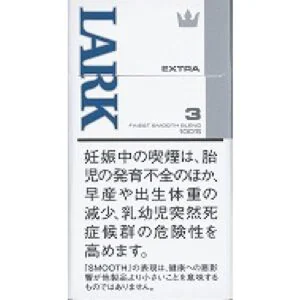 LARK
EXTRA
3
FINEST SMOOTH BLEND
100'S
妊娠中の喫煙は、胎
児の発育不全のほか、
早産や出生体重の
減少、乳幼児突然死
症候群の危険性を
高めます。
「SMOOTH」の表現は、健康への悪影
響が他製品より小さいことを意味する
ものではありません。